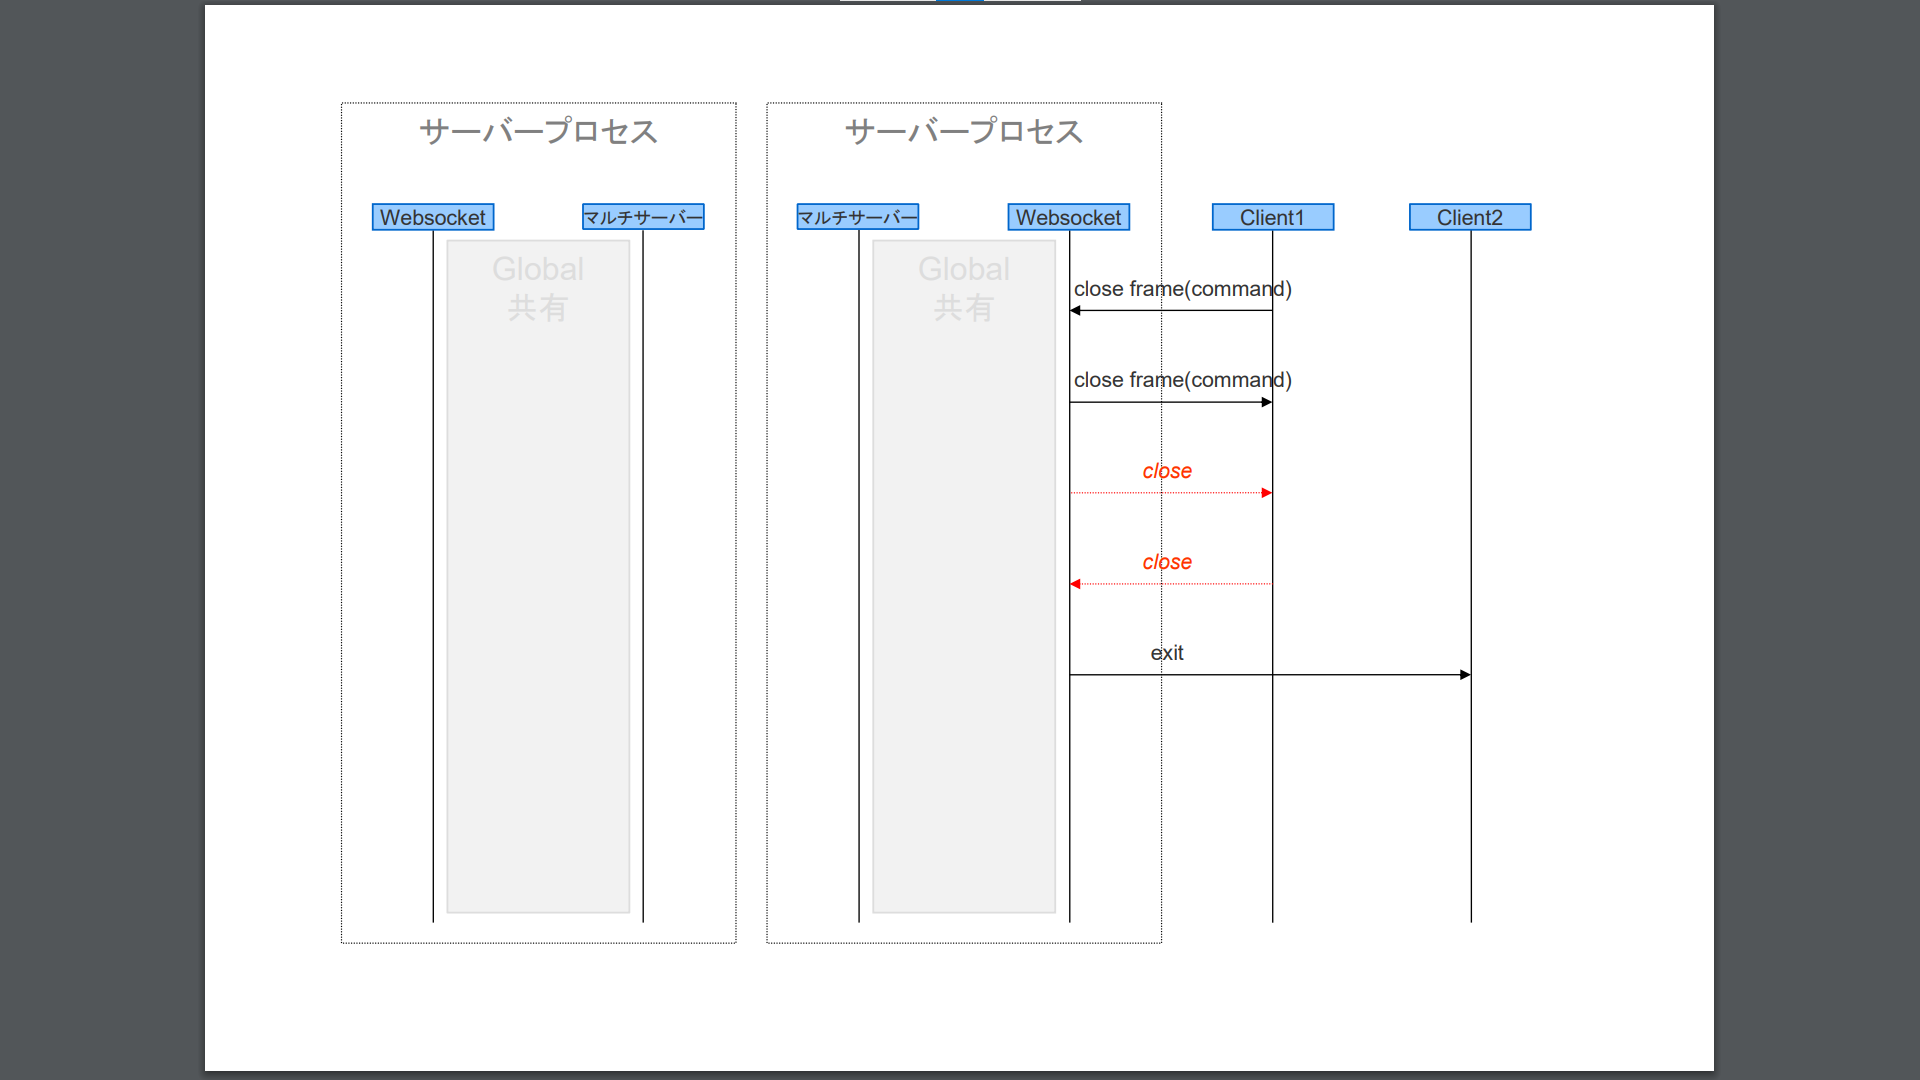 サーバープロセス
サーバープロセス
Websocket
マルチサーバー
マルチサーバー
Websocket
Client1
Client2
Global
共有
Global
共有
close frame(command)
close frame(command)
close
close
exit